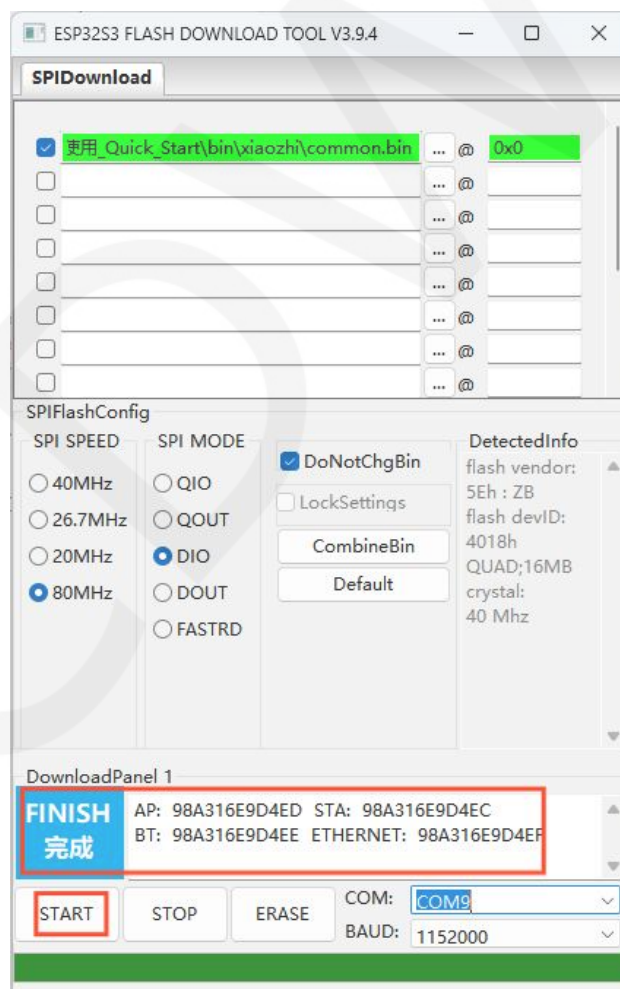 ESP32S3 FLASH DOWNLOAD TOOL V3.9.4
SPIDownload
使用_Quick_Start\bin\xiaozhi\common.bin ... @ 0x0
... @
... @
... @
... @
... @
... @
... @
SPIFlashConfig
SPI SPEED
40MHz
26.7MHz
20MHz
80MHz
SPI MODE
QIO
QOUT
DIO
DOUT
FASTRD
DoNotChgBin
LockSettings
CombineBin
Default
DetectedInfo
flash vendor:
5Eh : ZB
flash devID:
4018h
QUAD;16MB
crystal:
40 Mhz
DownloadPanel 1
FINISH
完成
AP: 98A316E9D4ED STA: 98A316E9D4EC
BT: 98A316E9D4EE ETHERNET: 98A316E9D4EF
START
STOP
ERASE
COM: COM9
BAUD: 1152000